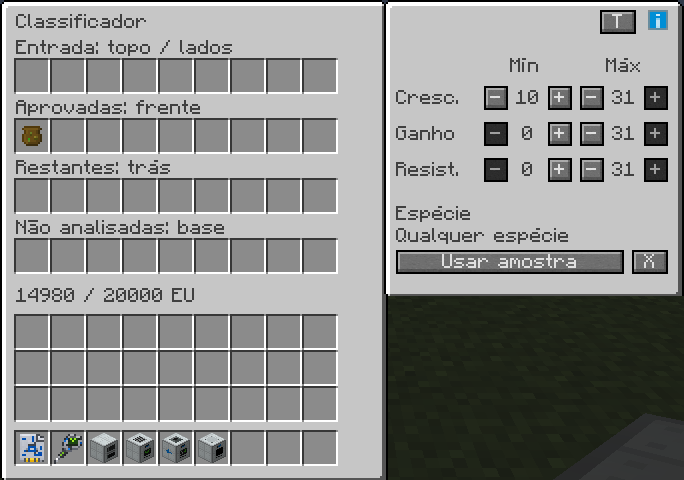 Classificador
Entrada: topo / lados
Aprovadas: frente
Restantes: trás
Não analisadas: base
14980 / 20000 EU
T i
Mín Máx
Cresc. − 10 + − 31 +
Ganho − 0 + − 31 +
Resist. − 0 + − 31 +
Espécie
Qualquer espécie
Usar amostra X